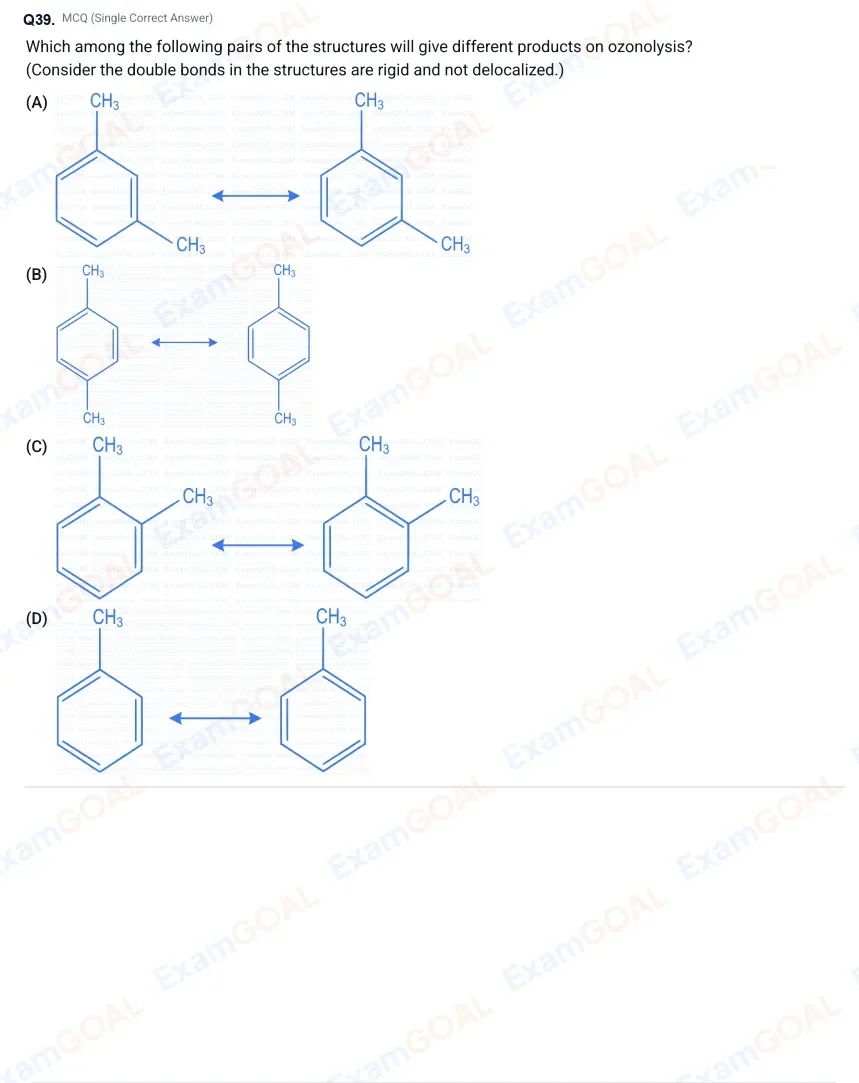 Q39. MCQ (Single Correct Answer)
Which among the following pairs of the structures will give different products on ozonolysis?
(Consider the double bonds in the structures are rigid and not delocalized.)
(A) CH₃ CH₃
CH₃ CH₃
(B) CH₃ CH₃
CH₃ CH₃
(C) CH₃ CH₃
CH₃ CH₃
(D) CH₃ CH₃
ExamGOAL